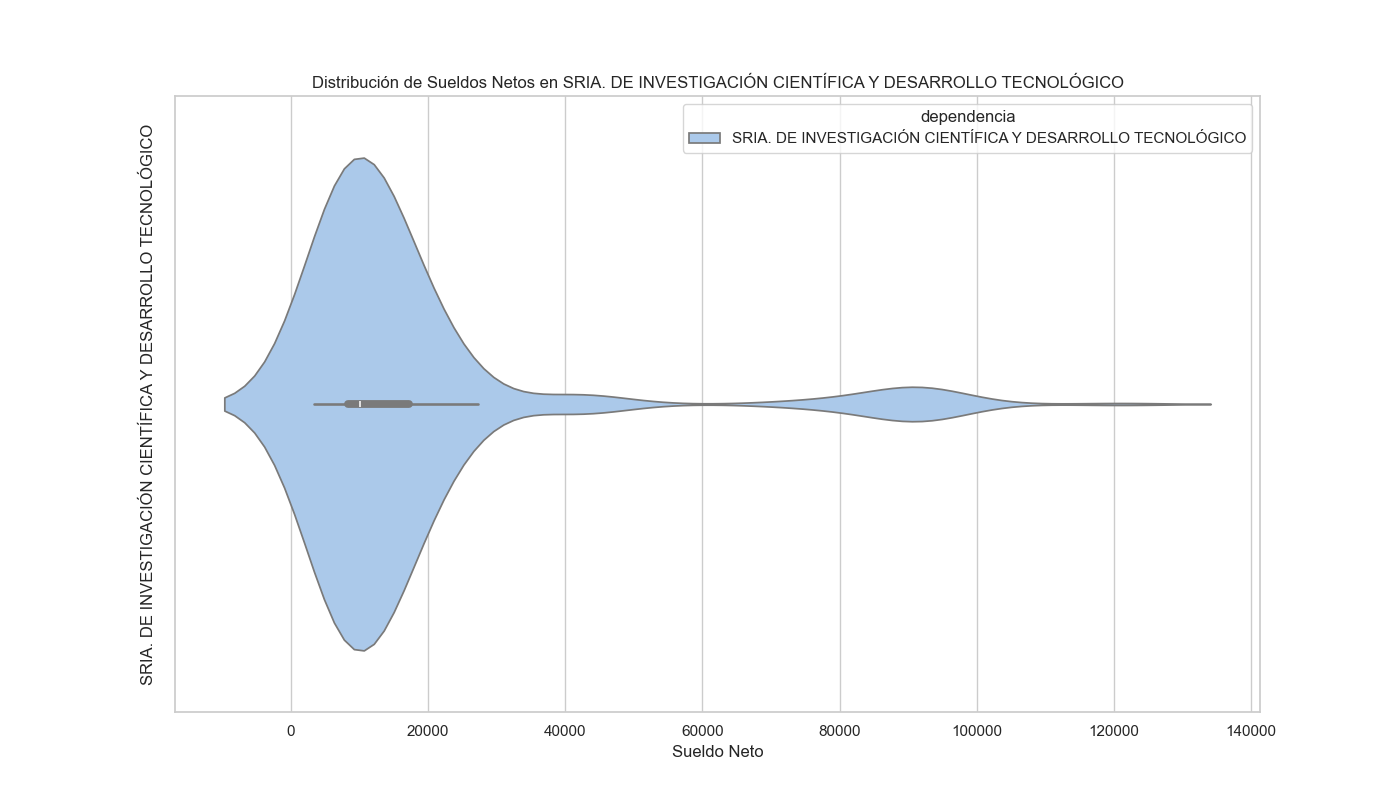 Distribución de Sueldos Netos en SRIA. DE INVESTIGACIÓN CIENTÍFICA Y DESARROLLO TECNOLÓGICO
dependencia
SRIA. DE INVESTIGACIÓN CIENTÍFICA Y DESARROLLO TECNOLÓGICO
SRIA. DE INVESTIGACIÓN CIENTÍFICA Y DESARROLLO TECNOLÓGICO
0 20000 40000 60000 80000 100000 120000 140000
Sueldo Neto